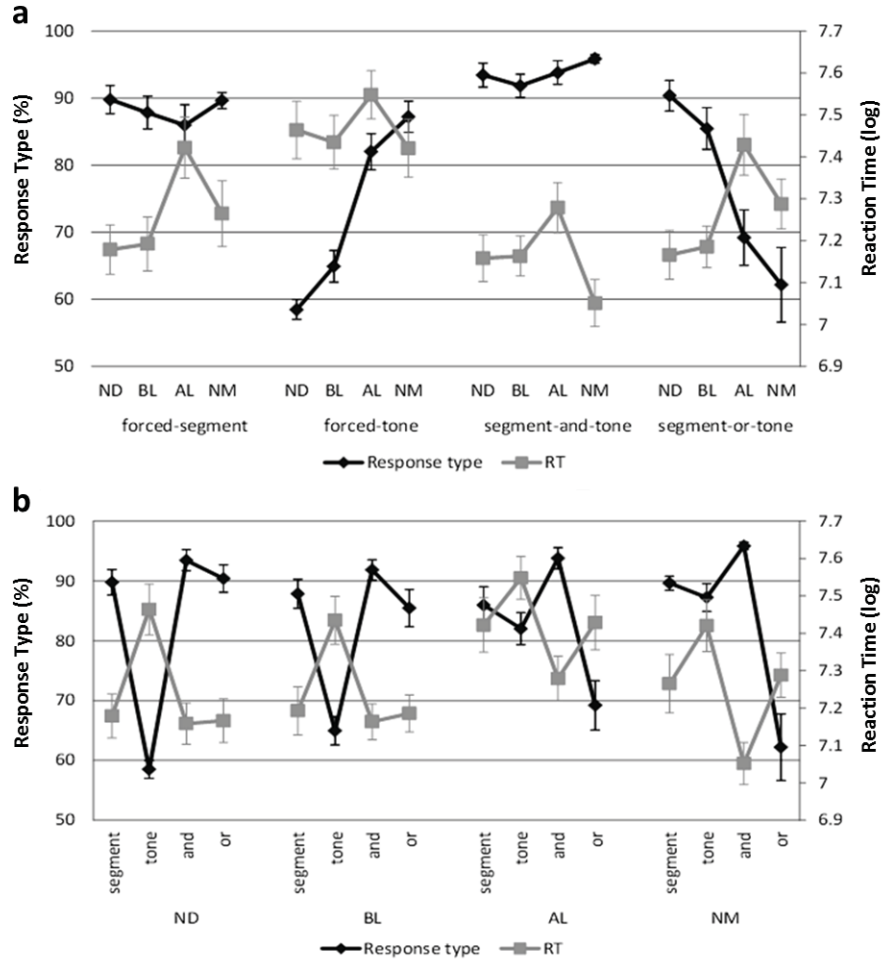 a
Response Type (%)
Reaction Time (log)
100
90
80
70
60
50
7.7
7.6
7.5
7.4
7.3
7.2
7.1
7
6.9
ND BL AL NM ND BL AL NM ND BL AL NM ND BL AL NM
forced-segment forced-tone segment-and-tone segment-or-tone
Response type RT
b
Response Type (%)
Reaction Time (log)
100
90
80
70
60
50
7.7
7.6
7.5
7.4
7.3
7.2
7.1
7
6.9
segment tone and or segment tone and or segment tone and or segment tone and or
ND BL AL NM
Response type RT